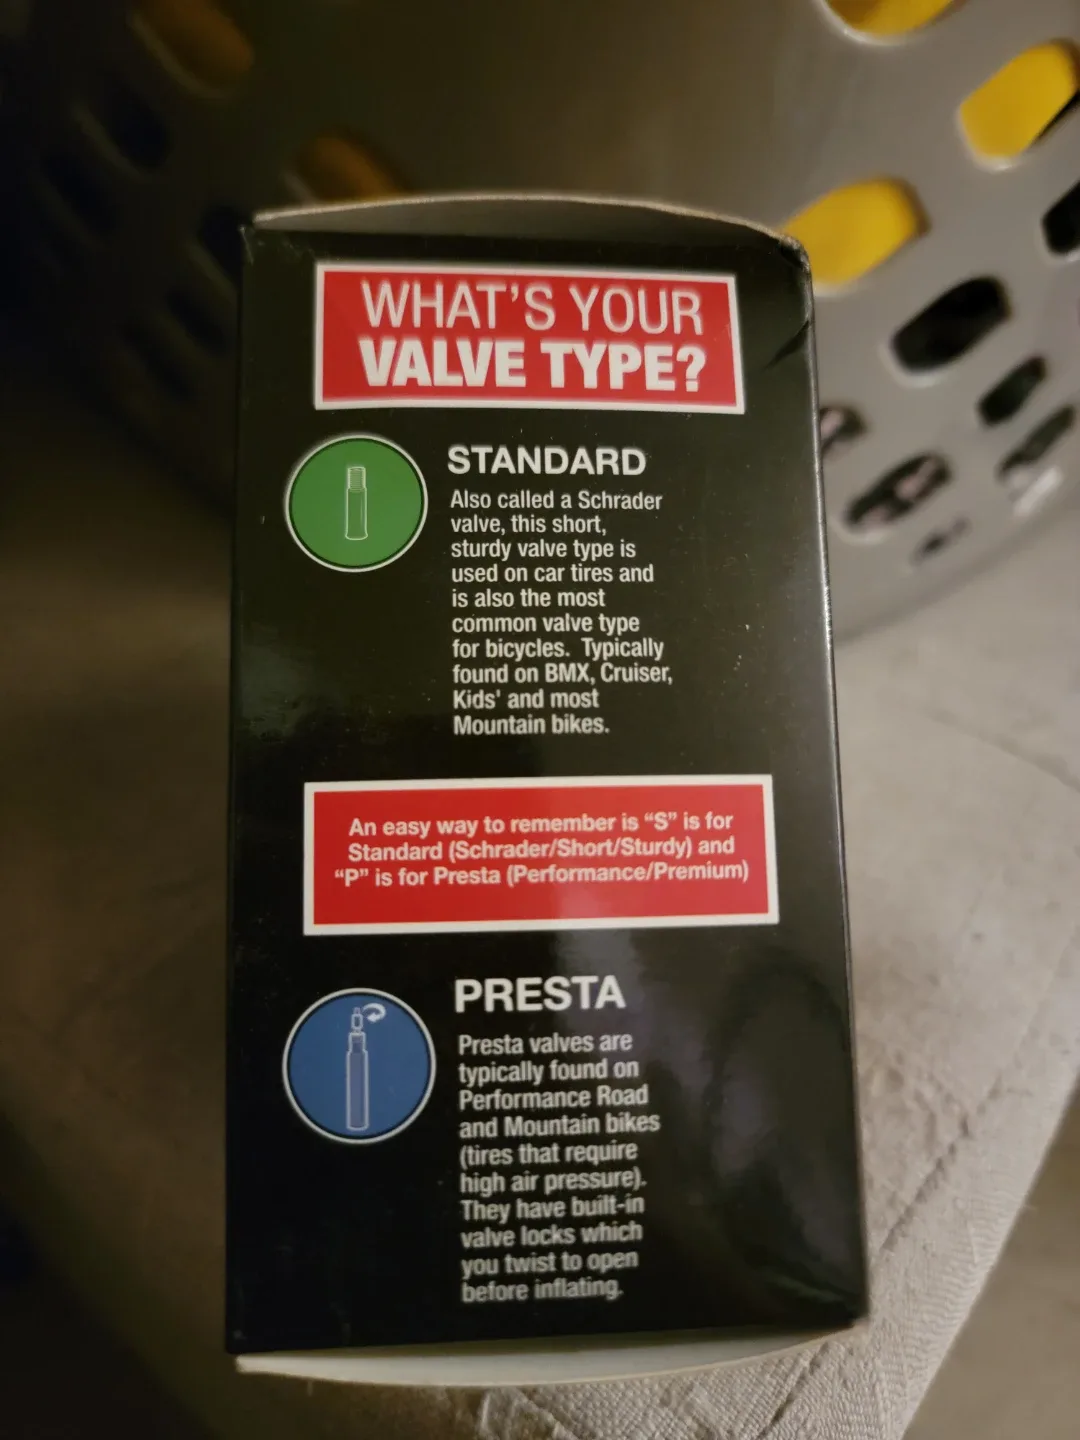 WHAT'S YOUR
VALVE TYPE?
STANDARD
Also called a Schrader
valve, this short,
sturdy valve type is
used on car tires and
is also the most
common valve type
for bicycles. Typically
found on BMX, Cruiser,
Kids' and most
Mountain bikes.
An easy way to remember is “S” is for
Standard (Schrader/Short/Sturdy) and
“P” is for Presta (Performance/Premium)
PRESTA
Presta valves are
typically found on
Performance Road
and Mountain bikes
(tires that require
high air pressure).
They have built-in
valve locks which
you twist to open
before inflating.